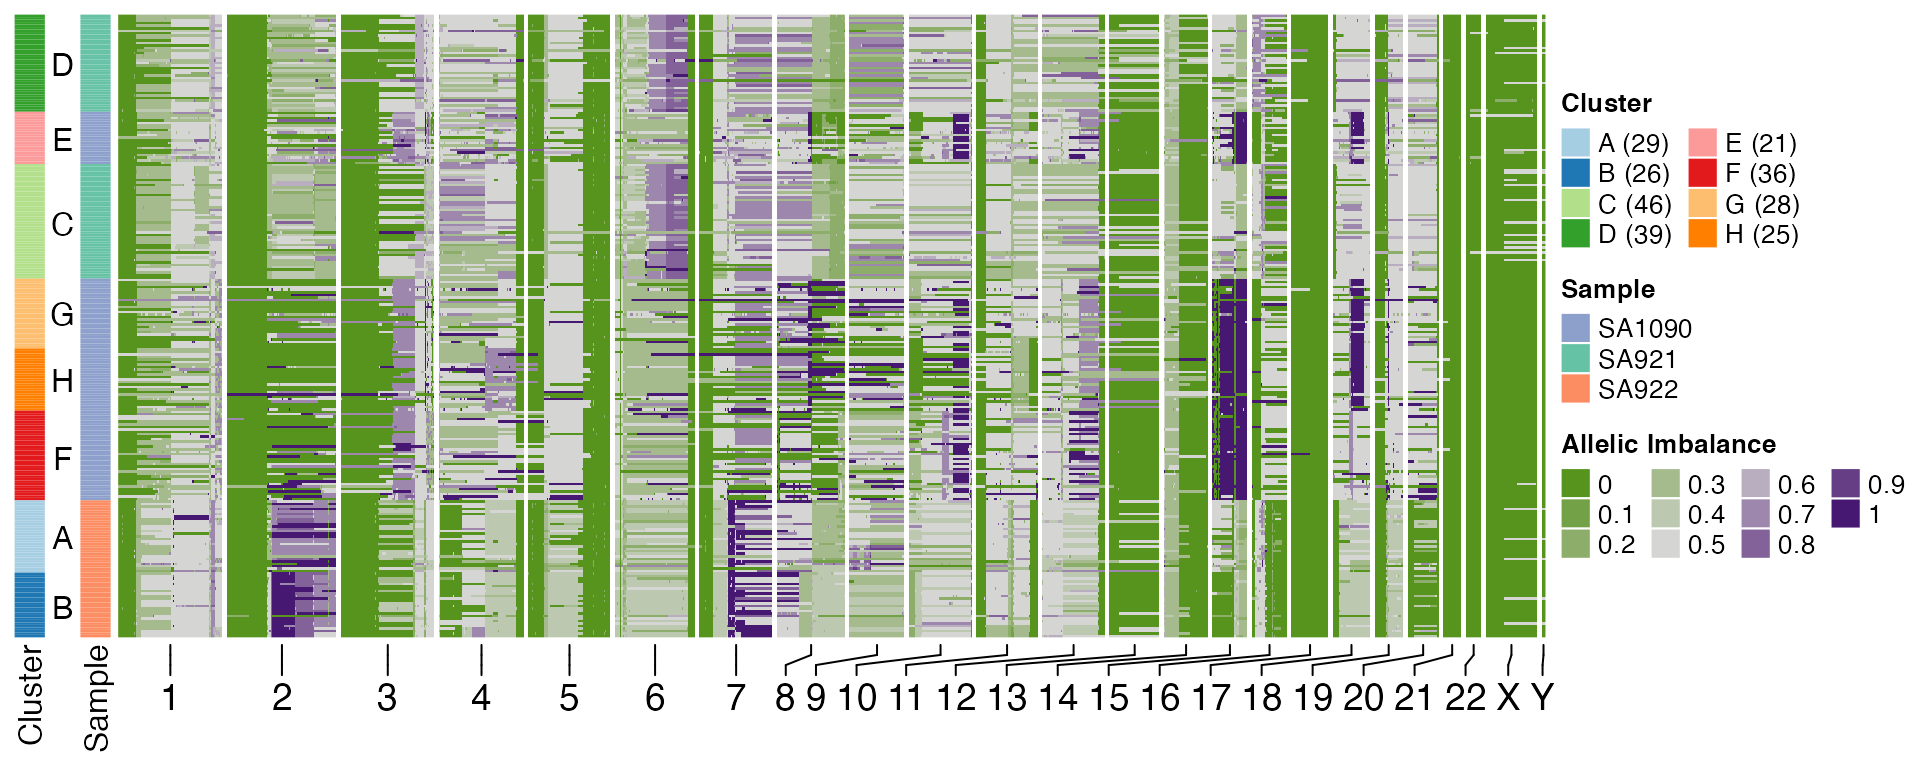 D
E
C
G
H
F
A
B
Cluster
Sample
1 2 3 4 5 6 7 8 9 10 11 12 13 14 15 16 17 18 19 20 21 22 X Y
Cluster
A (29) E (21)
B (26) F (36)
C (46) G (28)
D (39) H (25)
Sample
SA1090
SA921
SA922
Allelic Imbalance
0 0.3 0.6 0.9
0.1 0.4 0.7 1
0.2 0.5 0.8